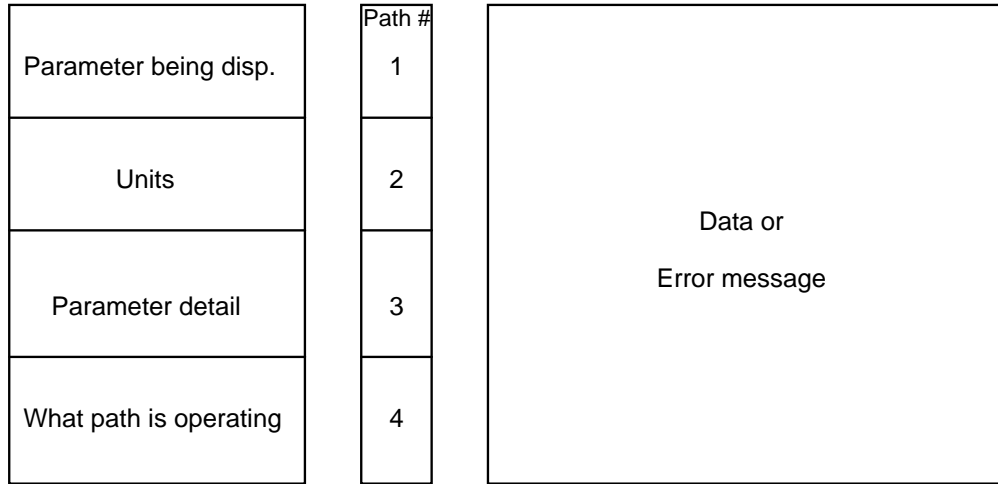 Path #
Parameter being disp.
1
Units
2
Data or
Error message
Parameter detail
3
What path is operating
4